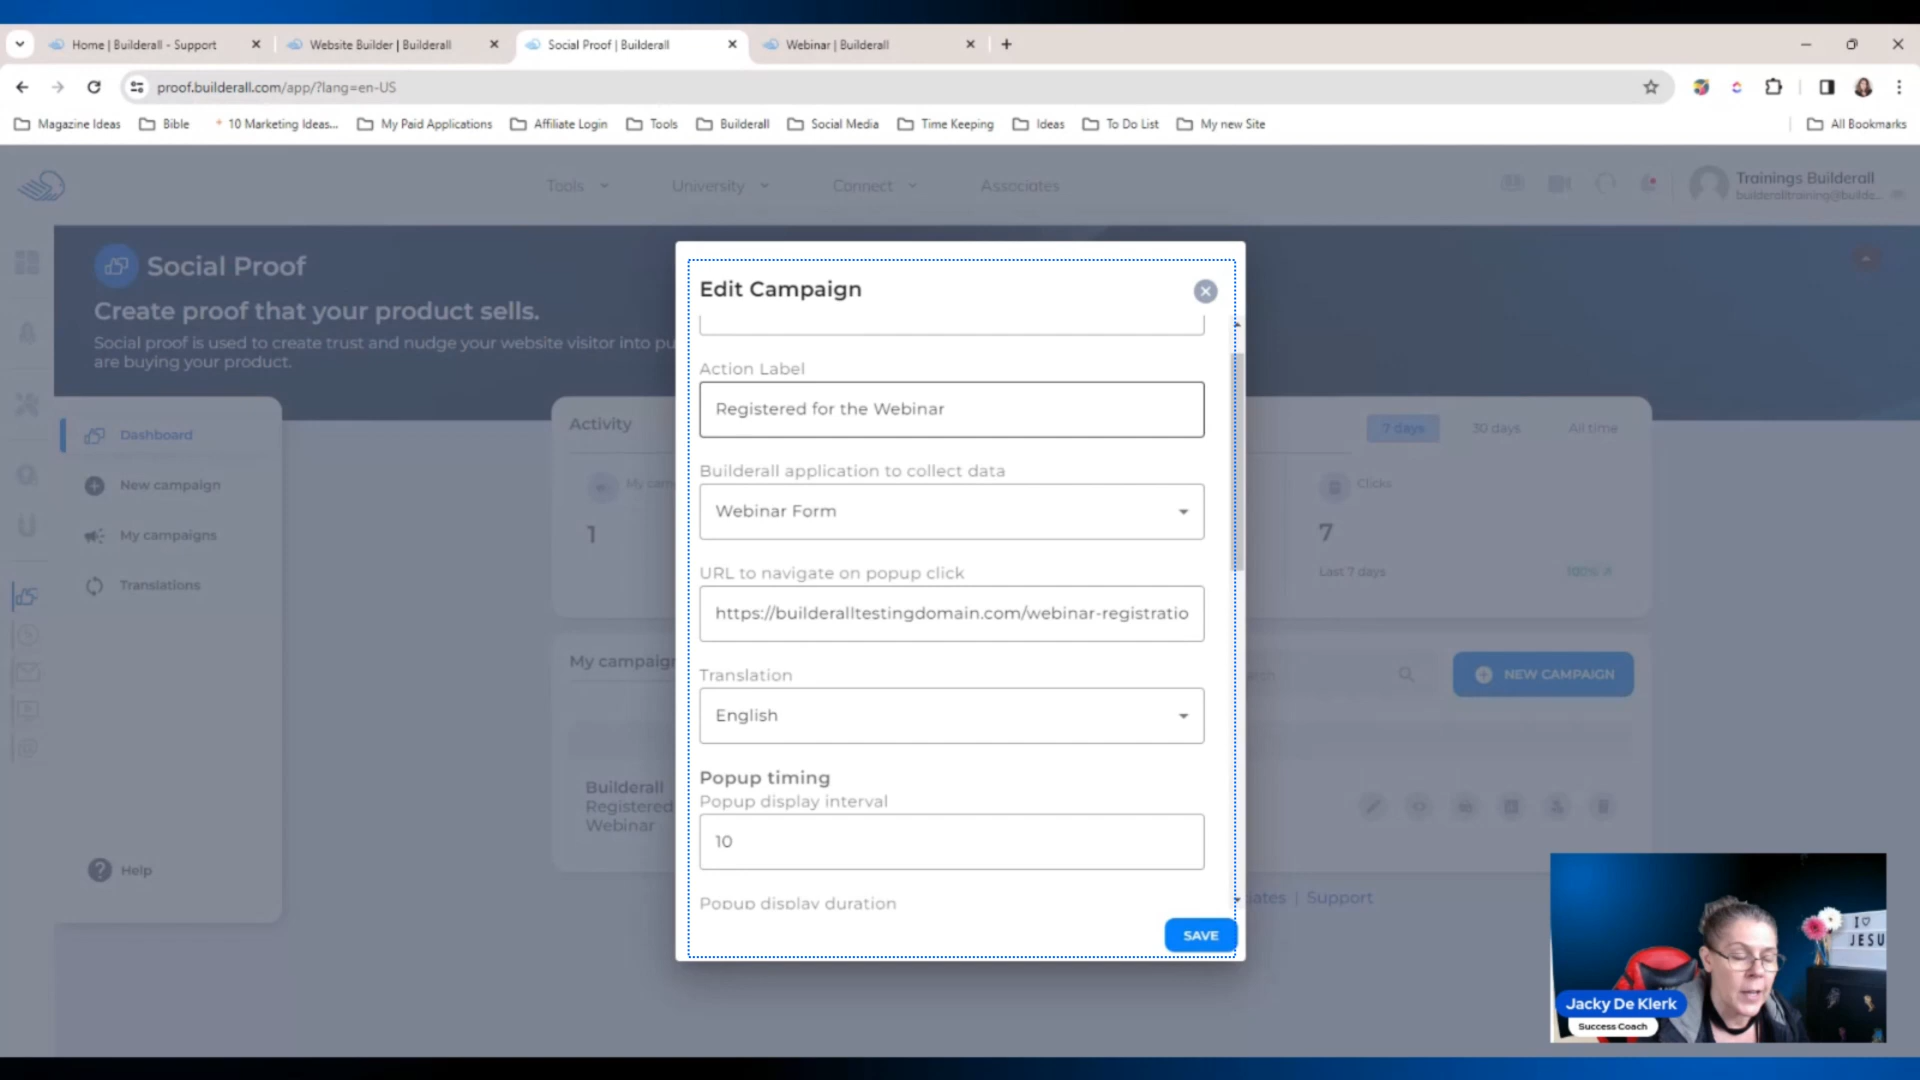 Home | Builderall - Support
Website Builder | Builderall
Social Proof | Builderall
Webinar | Builderall
proof.builderall.com/app/?lang=en-US
Magazine Ideas
Bible
10 Marketing Ideas...
My Paid Applications
Affiliate Login
Tools
Builderall
Social Media
Time Keeping
Ideas
To Do List
My new Site
All Bookmarks
Tools
University
Connect
Associates
Trainings Builderall
Social Proof
Create proof that your product sells.
Social proof is used to create trust and nudge your website visitor into pu
are buying your product.
Dashboard
New campaign
My campaigns
Translations
Help
Activity
7 days
30 days
All time
My cam
1
Clicks
7
Last 7 days
100%
My campaign
NEW CAMPAIGN
Builderall
Registered
Webinar
iates | Support
Edit Campaign
Action Label
Registered for the Webinar
Builderall application to collect data
Webinar Form
URL to navigate on popup click
https://builderalltestingdomain.com/webinar-registratio
Translation
English
Popup timing
Popup display interval
10
Popup display duration
SAVE
I ♡
JESU
Jacky De Klerk
Success Coach